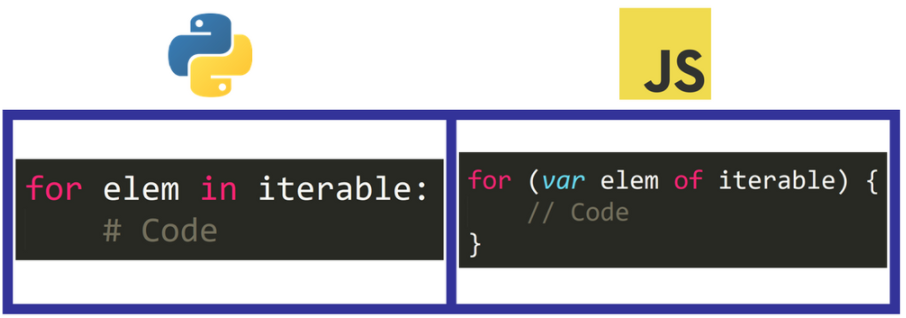 JS
for elem in iterable:
    # Code
for (var elem of iterable) {
    // Code
}